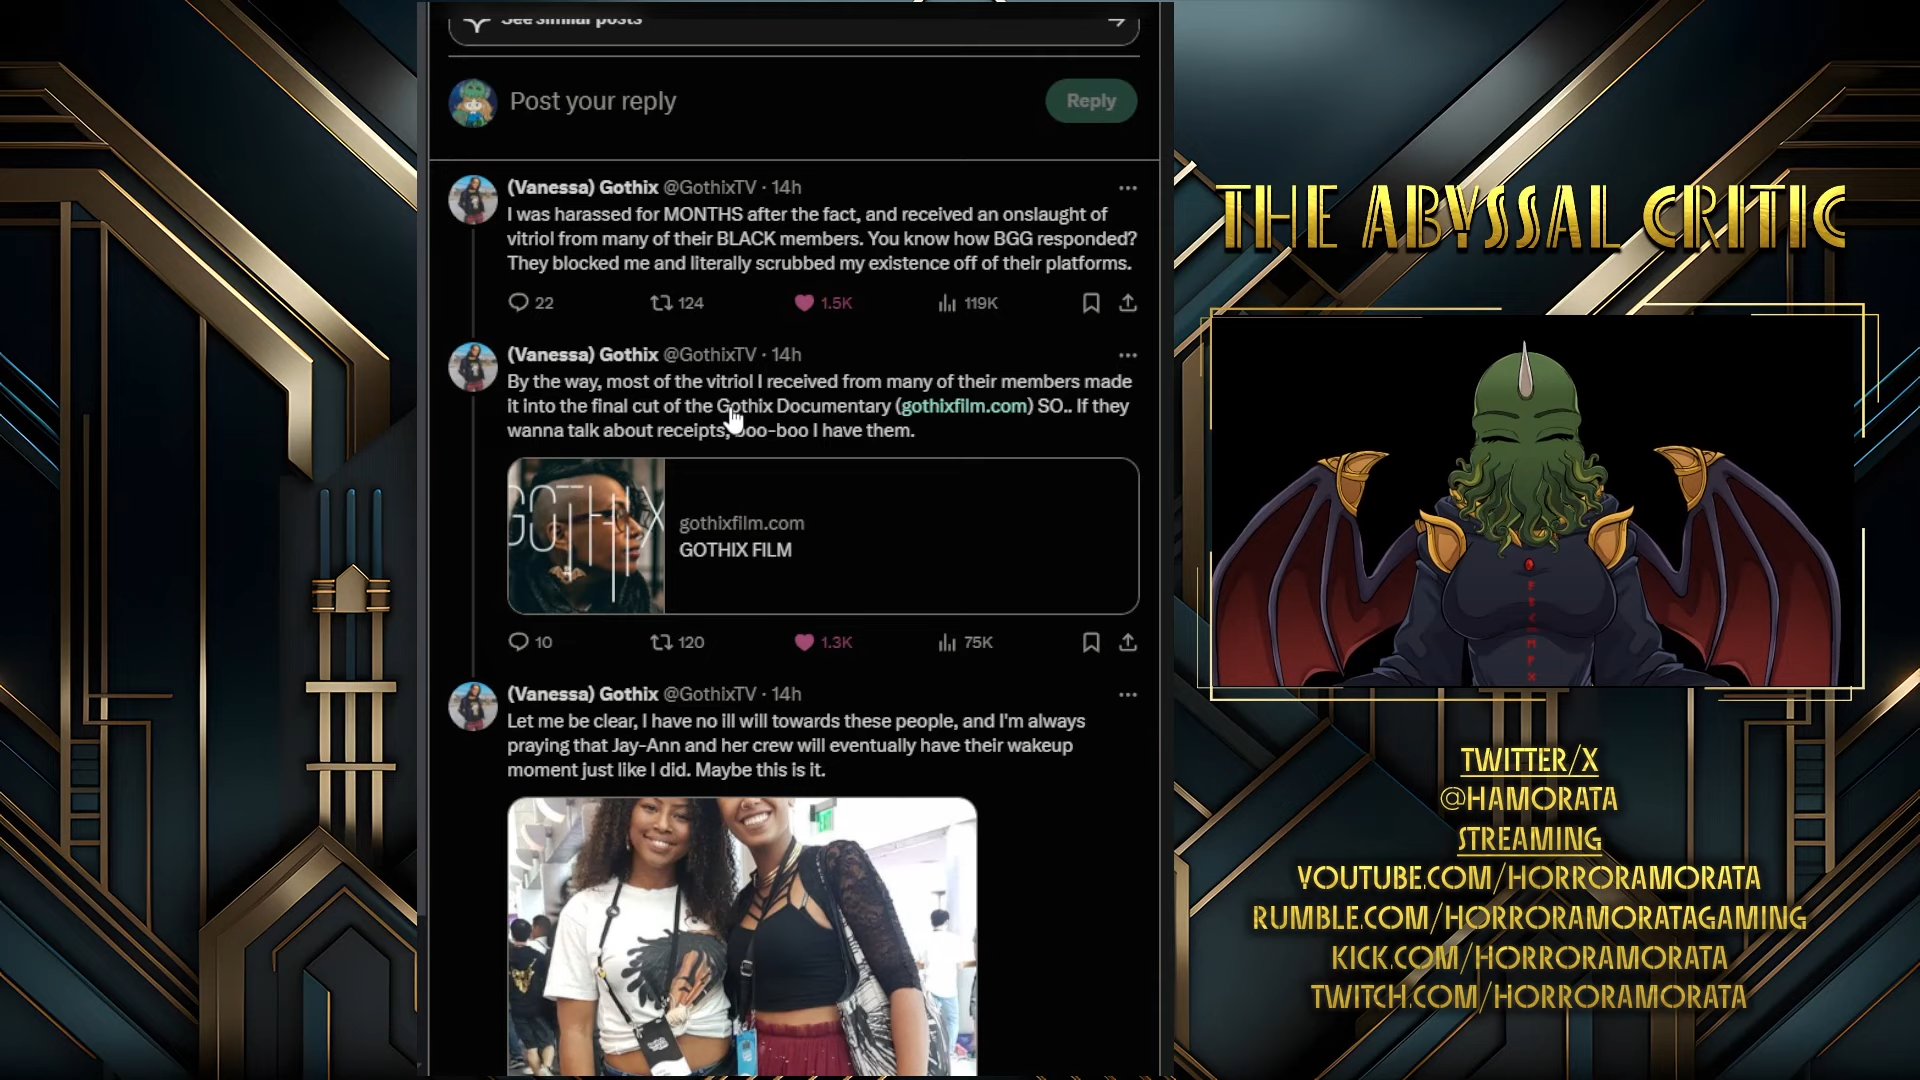 See similar posts
Post your reply
Reply
(Vanessa) Gothix @GothixTV · 14h
I was harassed for MONTHS after the fact, and received an onslaught of
vitriol from many of their BLACK members. You know how BGG responded?
They blocked me and literally scrubbed my existence off of their platforms.
22 124 1.5K 119K
(Vanessa) Gothix @GothixTV · 14h
By the way, most of the vitriol I received from many of their members made
it into the final cut of the Gothix Documentary (gothixfilm.com) SO.. If they
wanna talk about receipts, boo-boo I have them.
GOTHIX
gothixfilm.com
GOTHIX FILM
10 120 1.3K 75K
(Vanessa) Gothix @GothixTV · 14h
Let me be clear, I have no ill will towards these people, and I'm always
praying that Jay-Ann and her crew will eventually have their wakeup
moment just like I did. Maybe this is it.
THE ABYSSAL CRITIC
TWITTER/X
@HAMORATA
STREAMING
YOUTUBE.COM/HORRORAMORATA
RUMBLE.COM/HORRORAMORATAGAMING
KICK.COM/HORRORAMORATA
TWITCH.COM/HORRORAMORATA